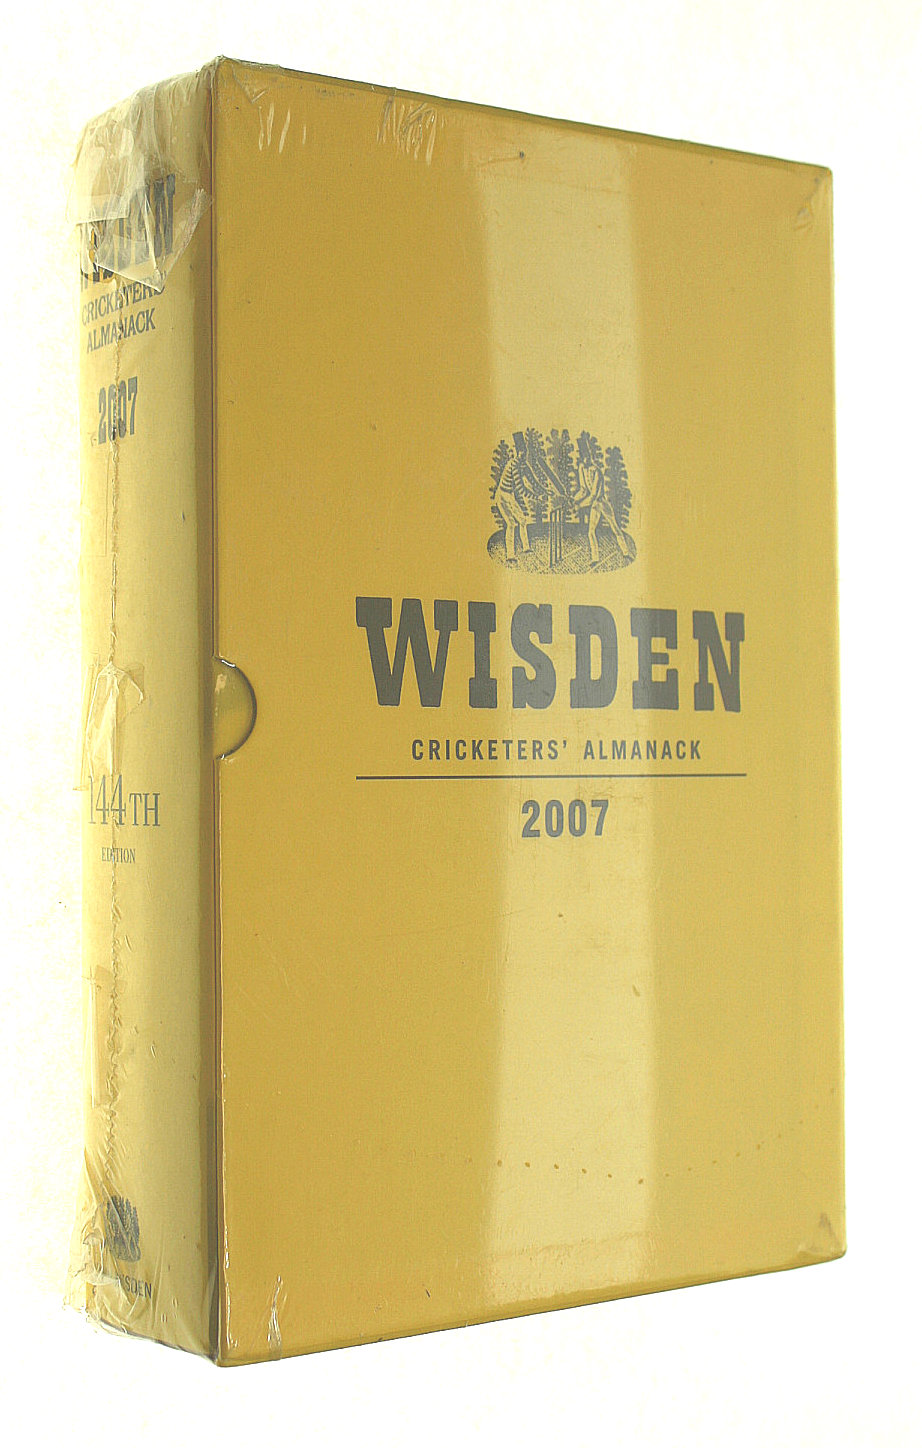 WISDEN
CRICKETERS'
ALMANACK
2007
144TH
EDITION
WISDEN
WISDEN
CRICKETERS' ALMANACK
2007